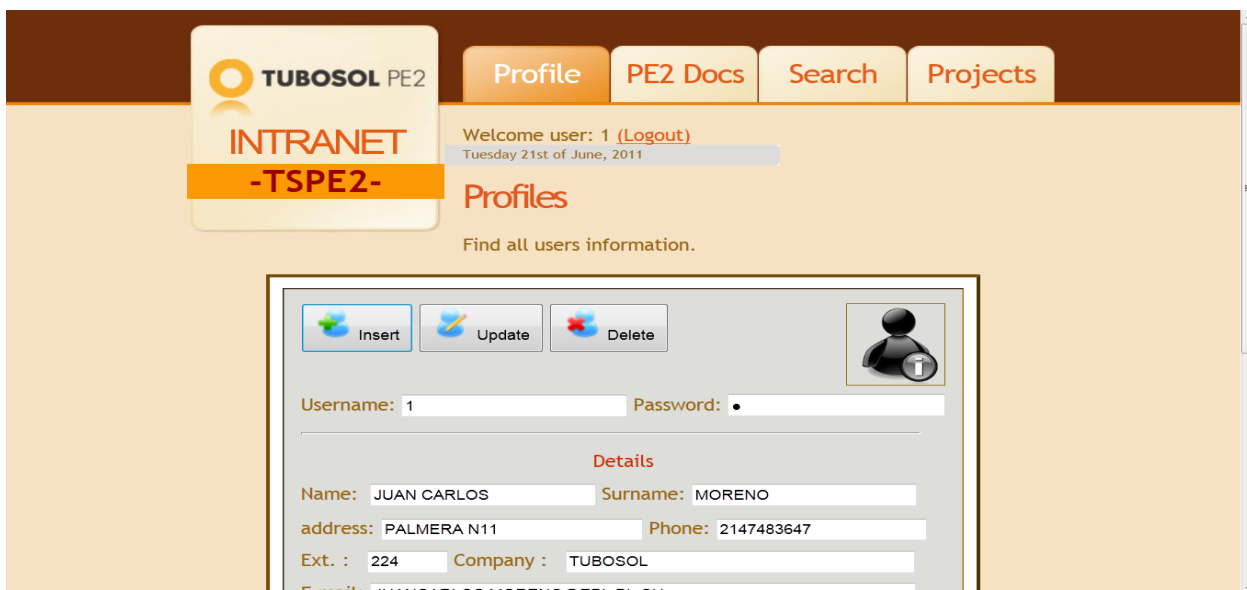 TUBOSOL PE2
INTRANET
-TSPE2-
Profile PE2 Docs Search Projects
Welcome user: 1 (Logout)
Tuesday 21st of June, 2011
Profiles
Find all users information.
Insert Update Delete
Username: 1 Password: •
Details
Name: JUAN CARLOS Surname: MORENO
address: PALMERA N11 Phone: 2147483647
Ext. : 224 Company : TUBOSOL